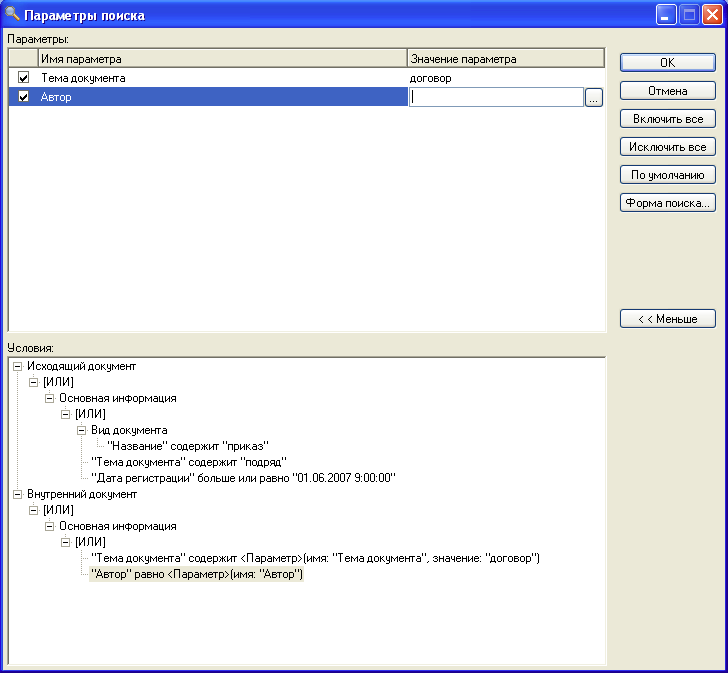 Параметры поиска
Параметры:
Имя параметра Значение параметра
Тема документа договор
Автор ...
OK
Отмена
Включить все
Исключить все
По умолчанию
Форма поиска...
< < Меньше
Условия:
Исходящий документ
[ИЛИ]
Основная информация
[ИЛИ]
Вид документа
"Название" содержит "приказ"
"Тема документа" содержит "подряд"
"Дата регистрации" больше или равно "01.06.2007 9:00:00"
Внутренний документ
[ИЛИ]
Основная информация
[ИЛИ]
"Тема документа" содержит <Параметр>(имя: "Тема документа", значение: "договор")
"Автор" равно <Параметр>(имя: "Автор")